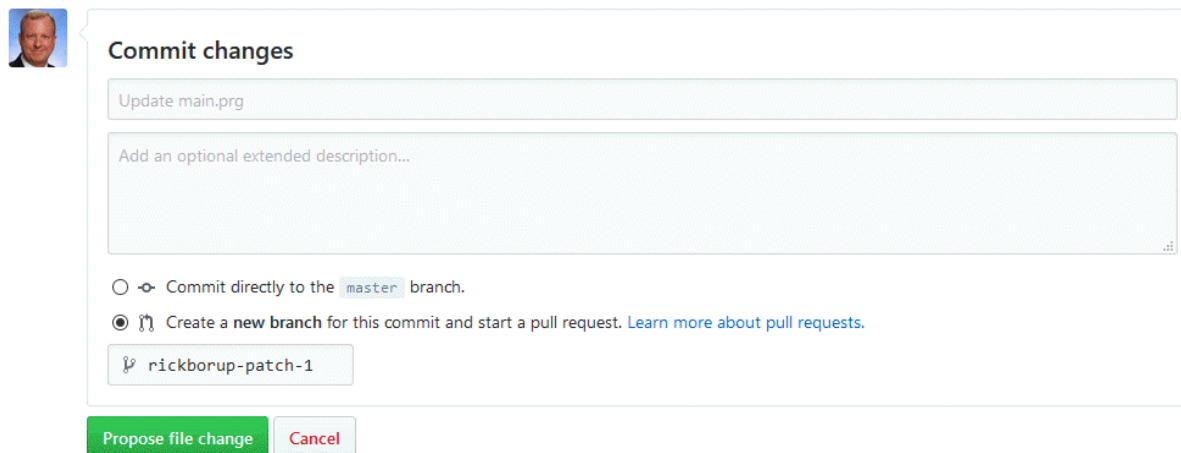 Commit changes
Update main.prg
Add an optional extended description...
Commit directly to the master branch.
Create a new branch for this commit and start a pull request. Learn more about pull requests.
rickborup-patch-1
Propose file change Cancel